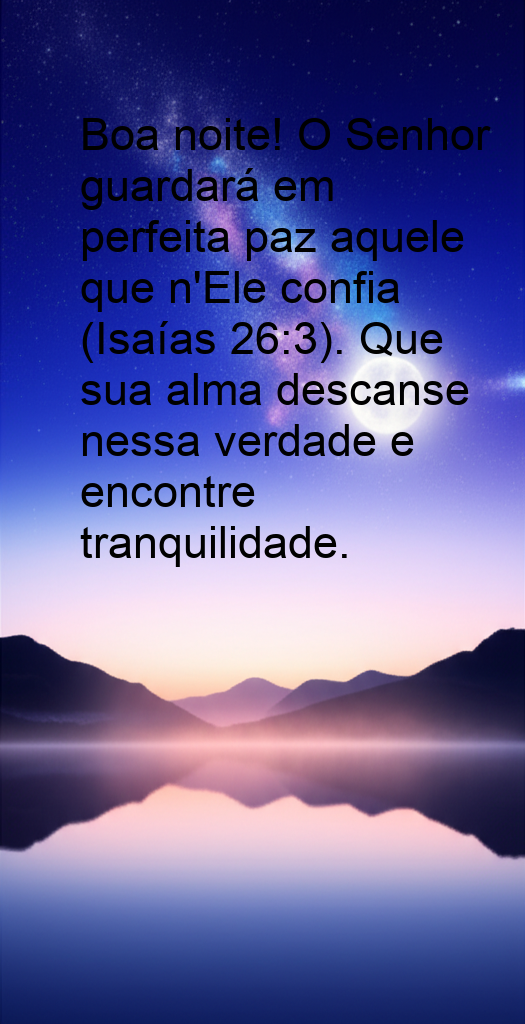 Boa noite! O Senhor
guardará em
perfeita paz aquele
que n'Ele confia
(Isaías 26:3). Que
sua alma descanse
nessa verdade e
encontre
tranquilidade.